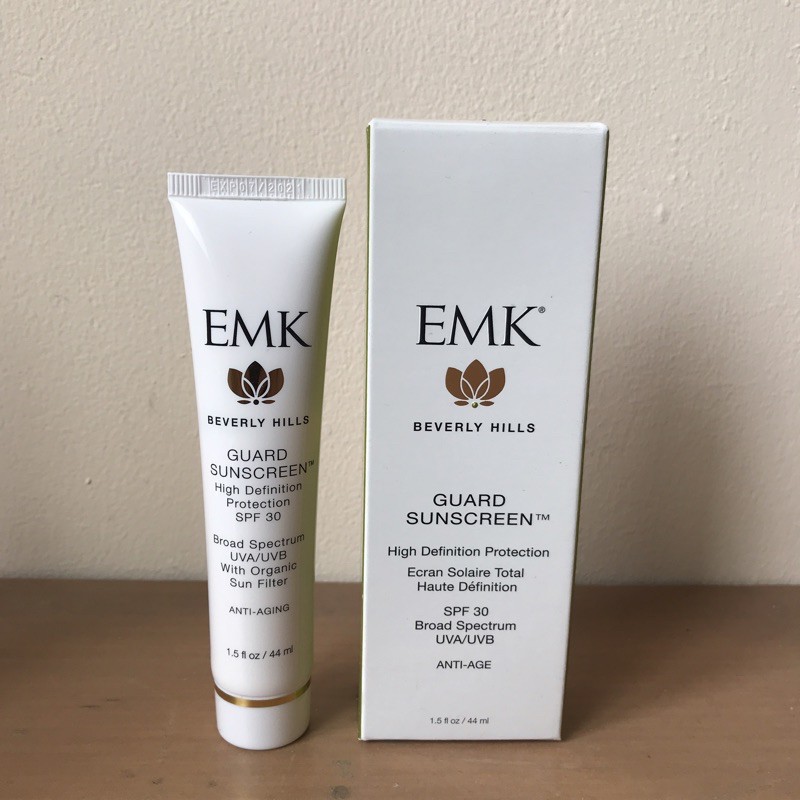 EXP07/2021
EMK
BEVERLY HILLS
GUARD
SUNSCREEN™
High Definition
Protection
SPF 30
Broad Spectrum
UVA/UVB
With Organic
Sun Filter
ANTI-AGING
1.5 fl oz / 44 ml
EMK®
BEVERLY HILLS
GUARD
SUNSCREEN™
High Definition Protection
Ecran Solaire Total
Haute Définition
SPF 30
Broad Spectrum
UVA/UVB
ANTI-AGE
1.5 fl oz / 44 ml